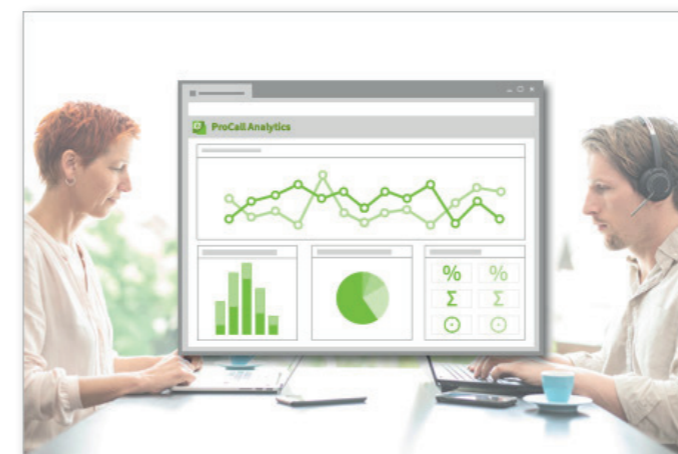 ProCall Analytics
% %
Σ Σ